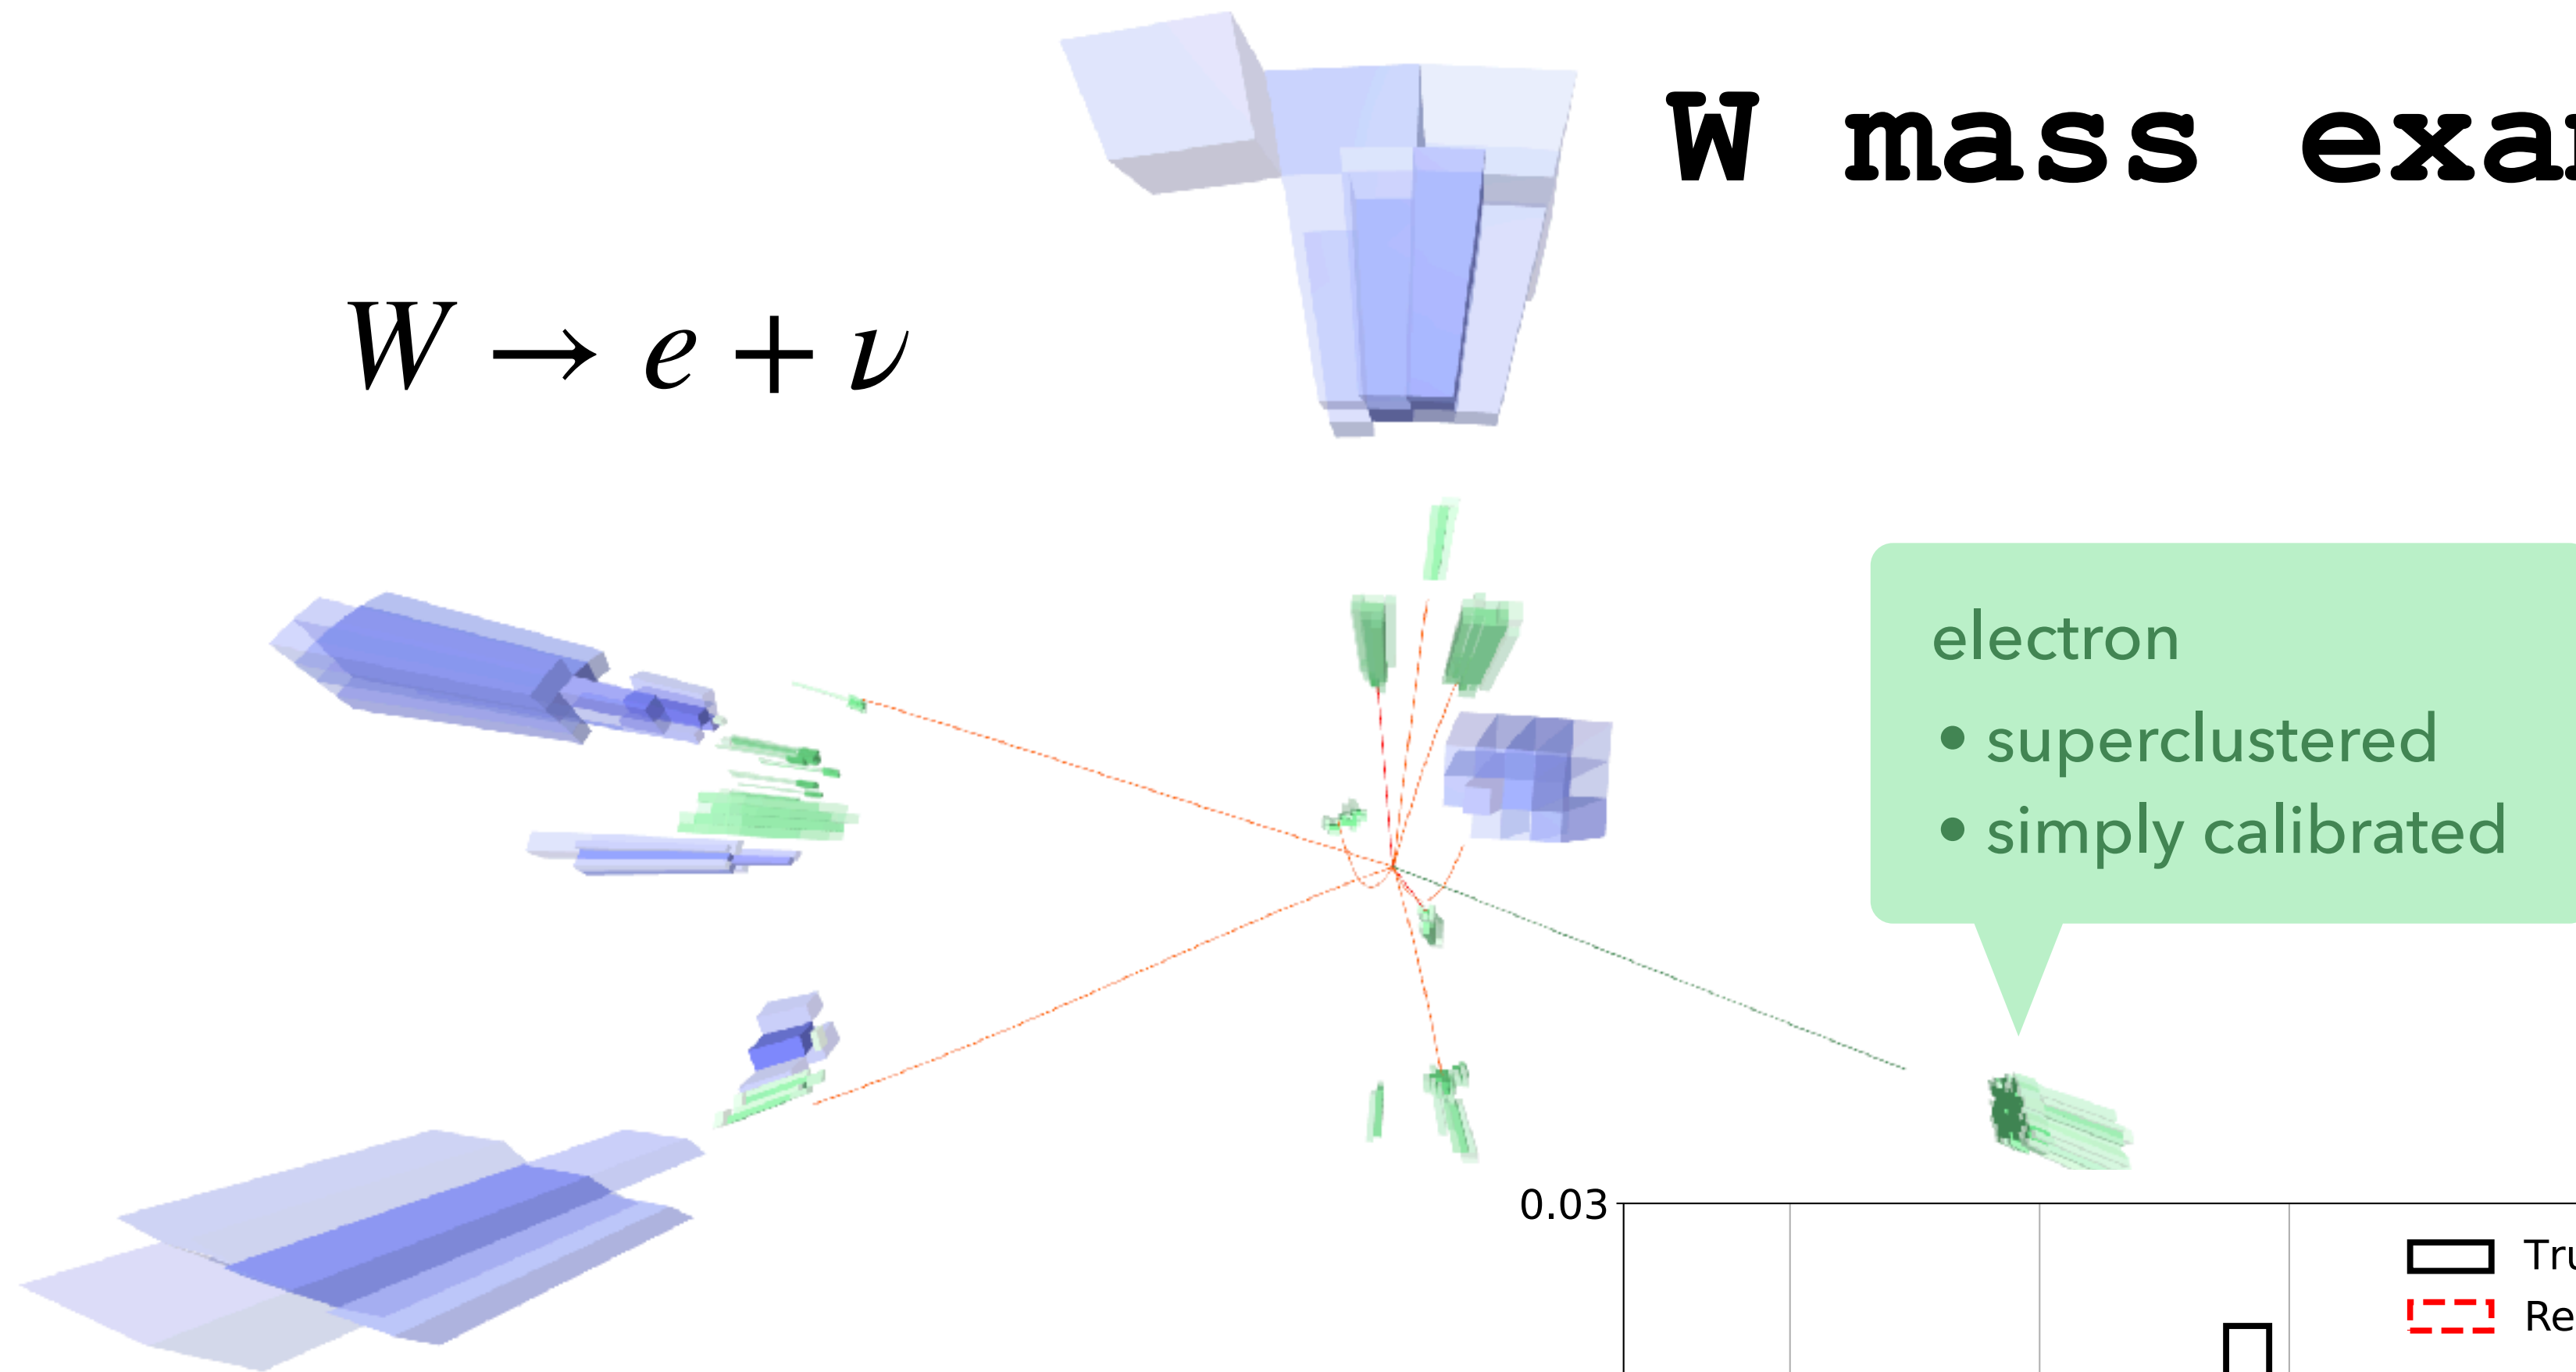 W mass exa
W → e + ν
electron
• superclustered
• simply calibrated
0.03
Tru
Re